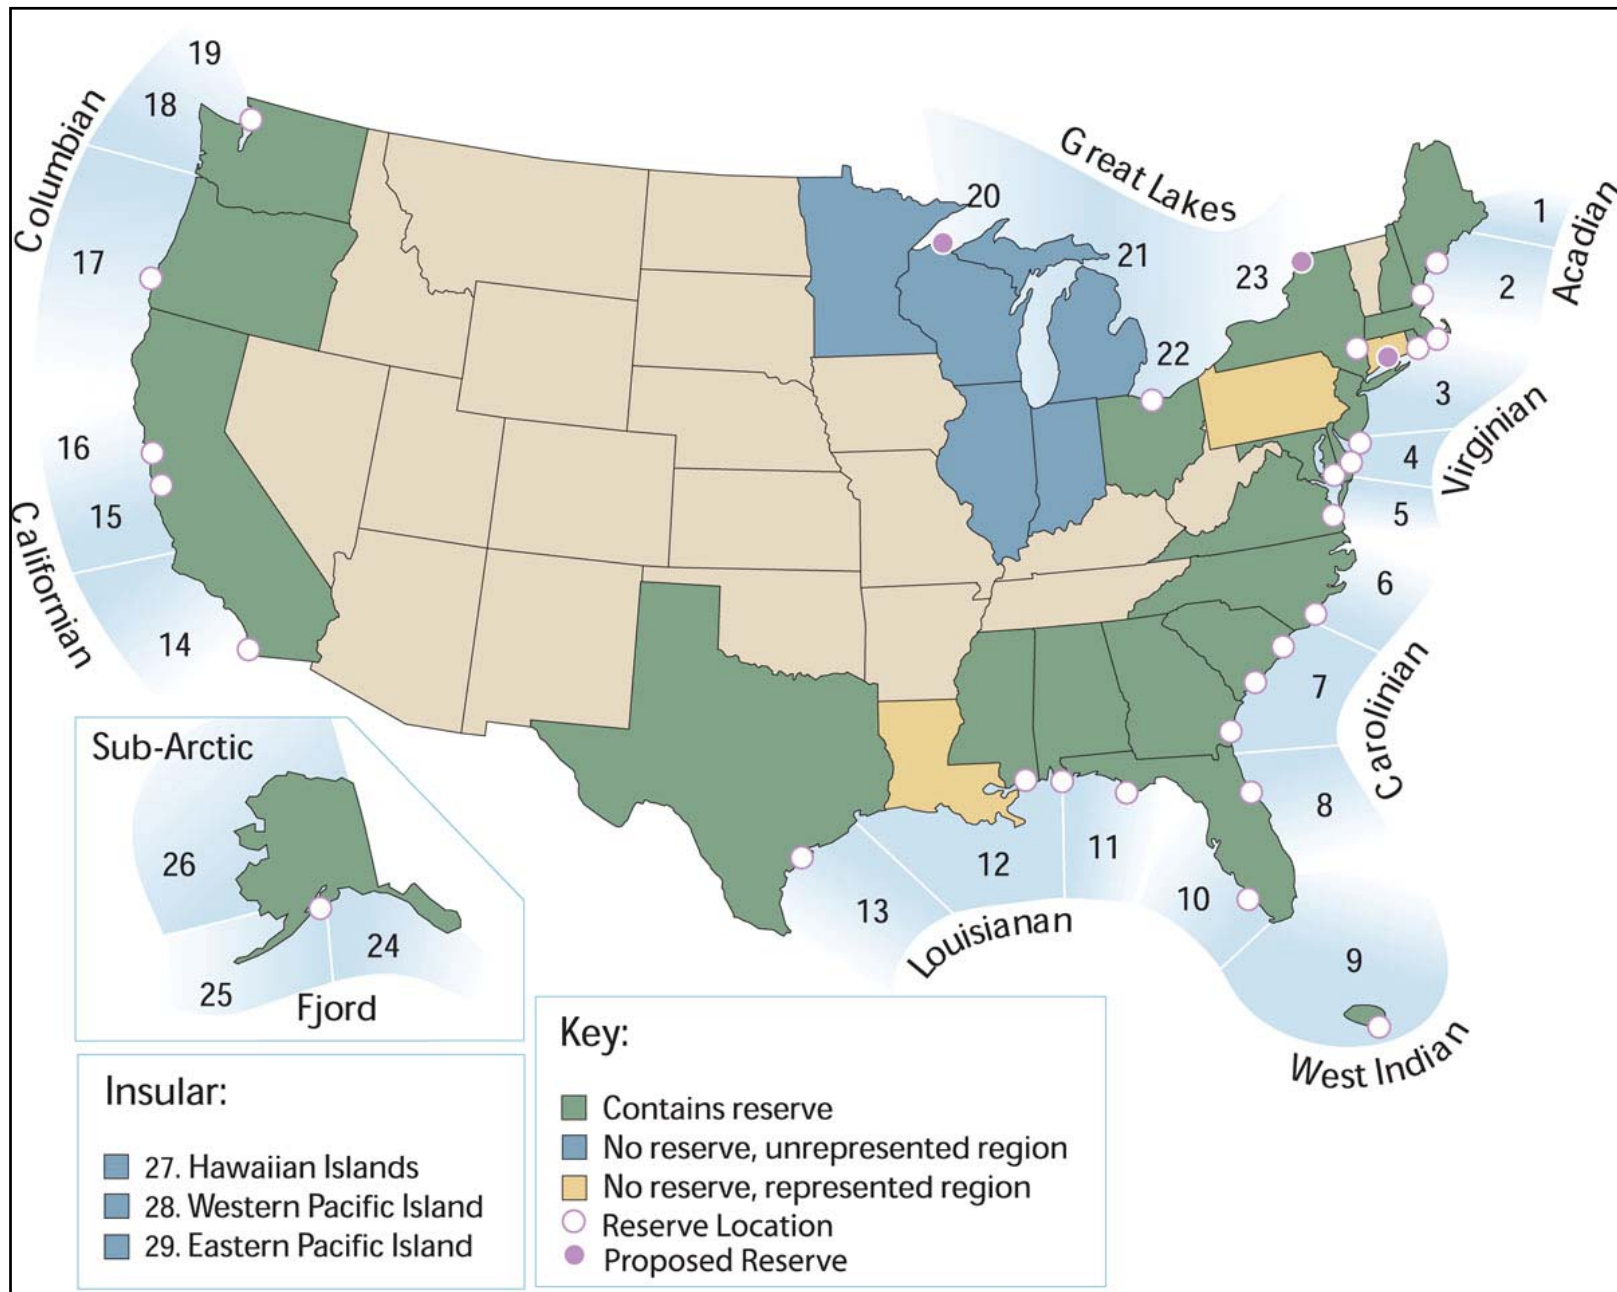 19
18
Columbian
17
16
15
Californian
14
Great Lakes
20
21
22
23
1
Acadian
2
3
Virginian
4
5
6
Carolinian
7
8
9
West Indian
10
11
12
Louisianan
13
Sub-Arctic
26
25
24
Fjord
Insular:
27. Hawaiian Islands
28. Western Pacific Island
29. Eastern Pacific Island
Key:
Contains reserve
No reserve, unrepresented region
No reserve, represented region
Reserve Location
Proposed Reserve